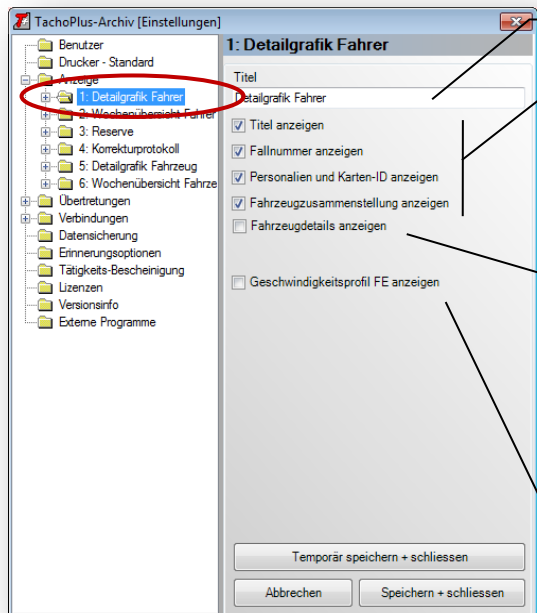 TachoPlus-Archiv [Einstellungen]
Benutzer
Drucker - Standard
Anzeige
1: Detailgrafik Fahrer
2: Wochenübersicht Fahrer
3: Reserve
4: Korrekturprotokoll
5: Detailgrafik Fahrzeug
6: Wochenübersicht Fahrze
Übertretungen
Verbindungen
Datensicherung
Erinnerungsoptionen
Tätigkeits-Bescheinigung
Lizenzen
Versionsinfo
Externe Programme
1: Detailgrafik Fahrer
Titel
Detailgrafik Fahrer
Titel anzeigen
Fallnummer anzeigen
Personalien und Karten-ID anzeigen
Fahrzeugzusammenstellung anzeigen
Fahrzeugdetails anzeigen
Geschwindigkeitsprofil FE anzeigen
Temporär speichern + schliessen
Abbrechen
Speichern + schliessen